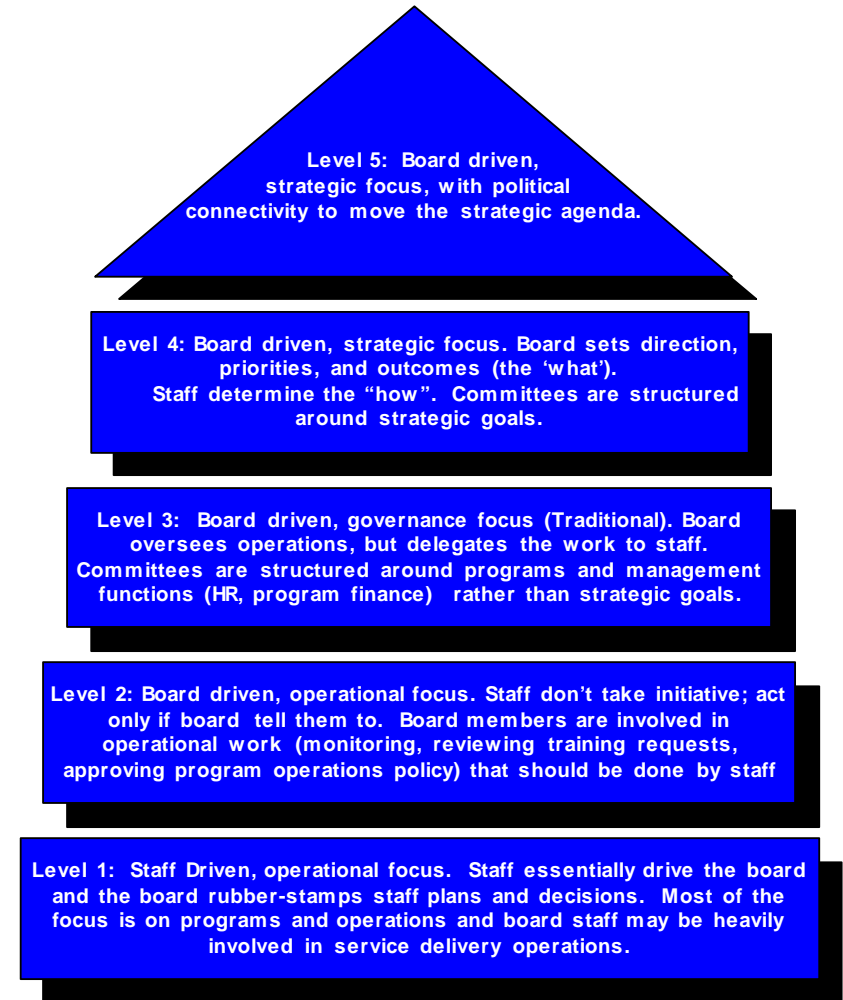 Level 5: Board driven,
strategic focus, with political
connectivity to move the strategic agenda.
Level 4: Board driven, strategic focus. Board sets direction,
priorities, and outcomes (the ‘what’).
Staff determine the “how”. Committees are structured
around strategic goals.
Level 3: Board driven, governance focus (Traditional). Board
oversees operations, but delegates the work to staff.
Committees are structured around programs and management
functions (HR, program finance) rather than strategic goals.
Level 2: Board driven, operational focus. Staff don’t take initiative; act
only if board tell them to. Board members are involved in
operational work (monitoring, reviewing training requests,
approving program operations policy) that should be done by staff
Level 1: Staff Driven, operational focus. Staff essentially drive the board
and the board rubber-stamps staff plans and decisions. Most of the
focus is on programs and operations and board staff may be heavily
involved in service delivery operations.